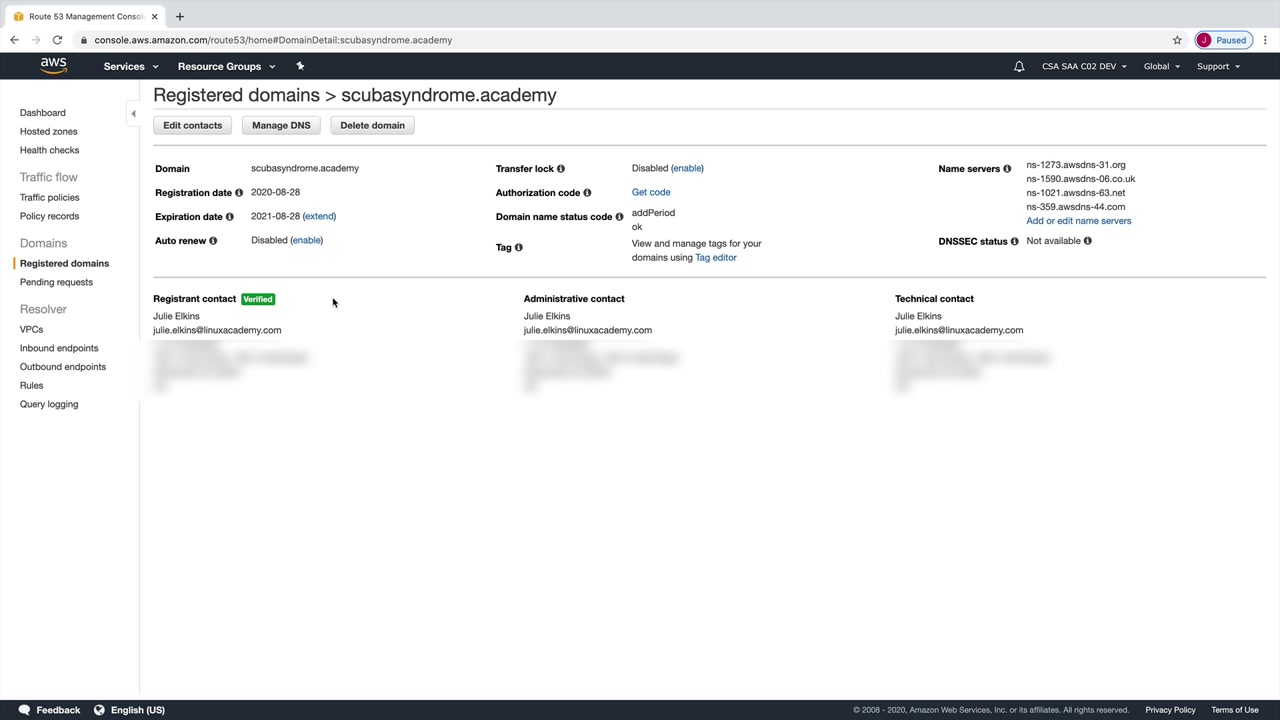 Route 53 Management Consol
console.aws.amazon.com/route53/home#DomainDetail:scubasyndrome.academy
J Paused
aws Services Resource Groups CSA SAA C02 DEV Global Support
Dashboard
Hosted zones
Health checks
Traffic flow
Traffic policies
Policy records
Domains
Registered domains
Pending requests
Resolver
VPCs
Inbound endpoints
Outbound endpoints
Rules
Query logging
Registered domains > scubasyndrome.academy
Edit contacts Manage DNS Delete domain
Domain scubasyndrome.academy
Registration date 2020-08-28
Expiration date 2021-08-28 (extend)
Auto renew Disabled (enable)
Transfer lock Disabled (enable)
Authorization code Get code
Domain name status code addPeriod
ok
Tag View and manage tags for your
domains using Tag editor
Name servers ns-1273.awsdns-31.org
ns-1590.awsdns-06.co.uk
ns-1021.awsdns-63.net
ns-359.awsdns-44.com
Add or edit name servers
DNSSEC status Not available
Registrant contact Verified
Julie Elkins
julie.elkins@linuxacademy.com
Administrative contact
Julie Elkins
julie.elkins@linuxacademy.com
Technical contact
Julie Elkins
julie.elkins@linuxacademy.com
Feedback English (US) © 2008 - 2020, Amazon Web Services, Inc. or its affiliates. All rights reserved. Privacy Policy Terms of Use